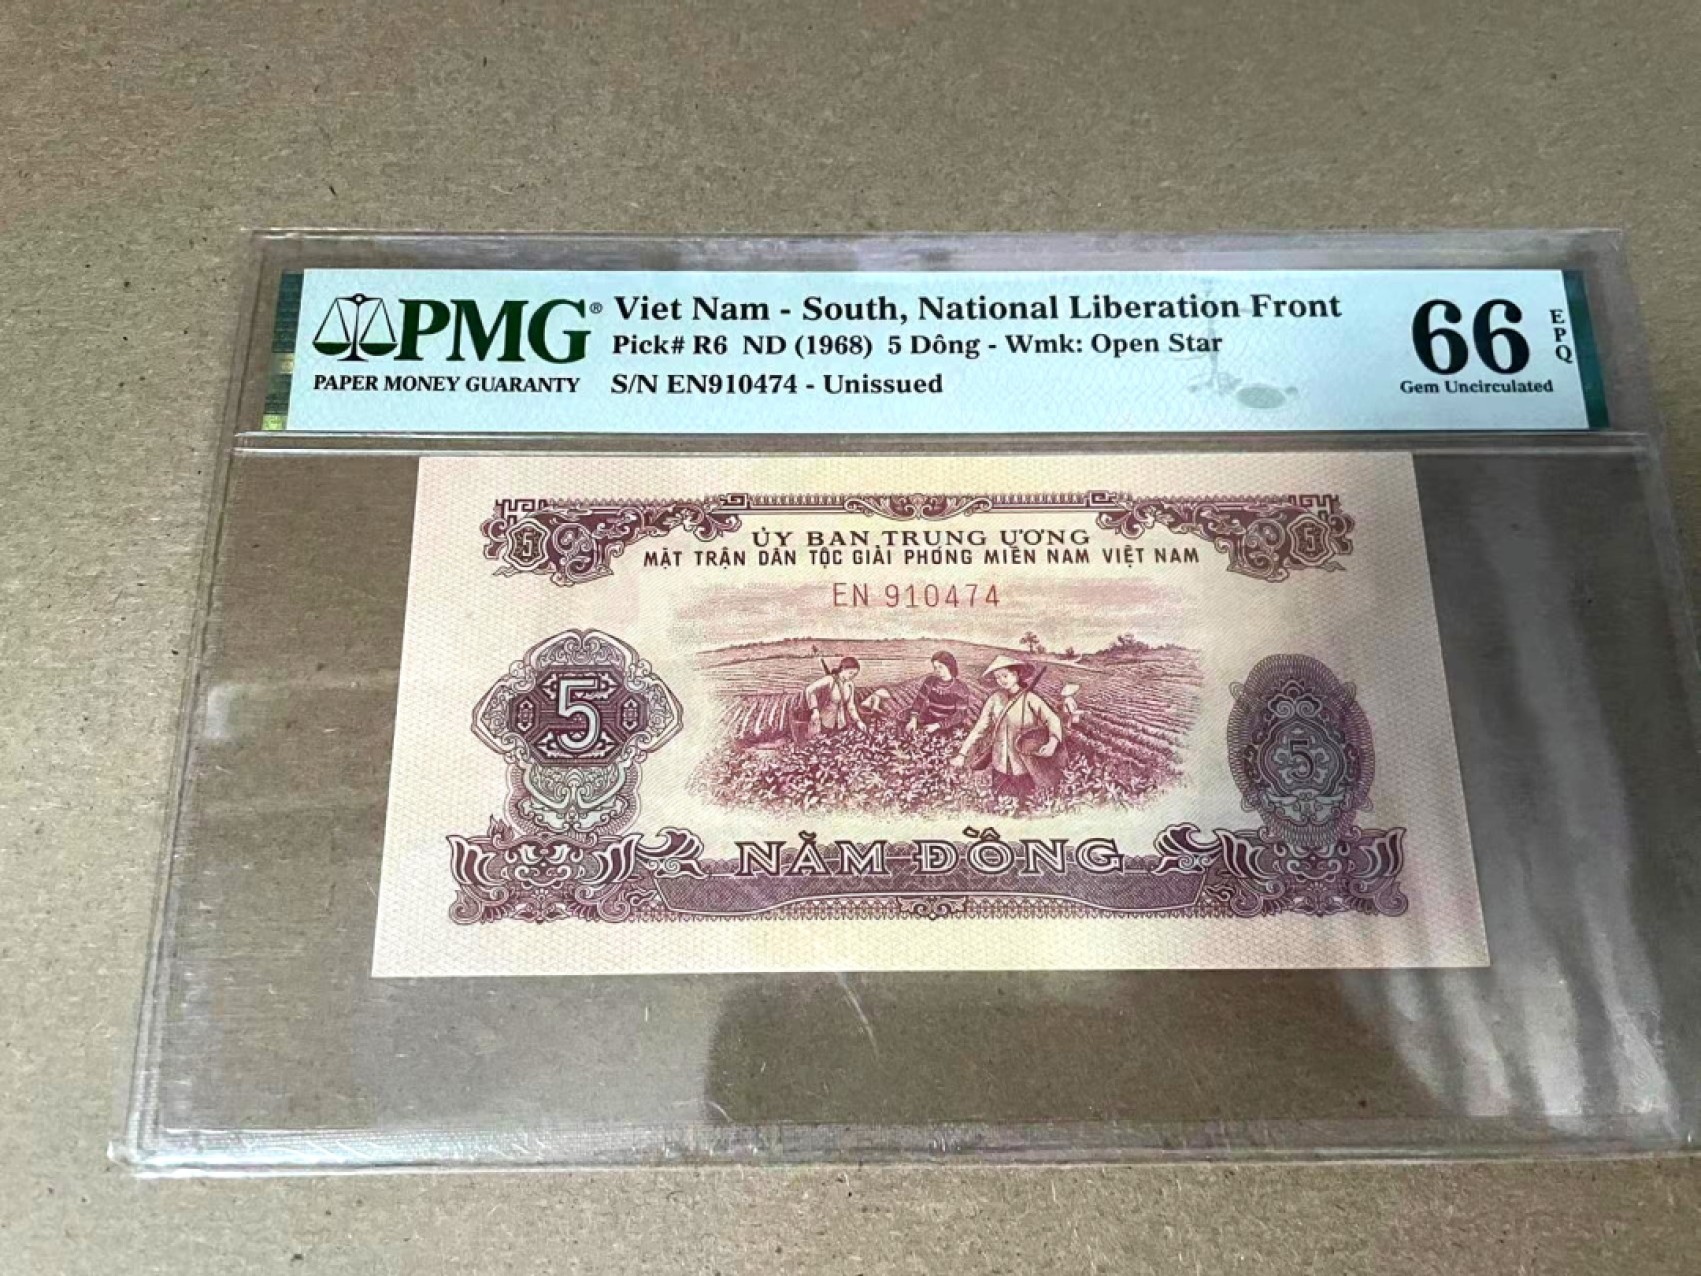 PMG® Viet Nam - South, National Liberation Front 66 EPQ
Pick# R6 ND (1968) 5 Dông - Wmk: Open Star
PAPER MONEY GUARANTY S/N EN910474 - Unissued Gem Uncirculated
5 5
ỦY BAN TRUNG ƯƠNG
MẶT TRẬN DÂN TỘC GIẢI PHÓNG MIỀN NAM VIỆT NAM
EN 910474
5 5
NĂM ĐỒNG